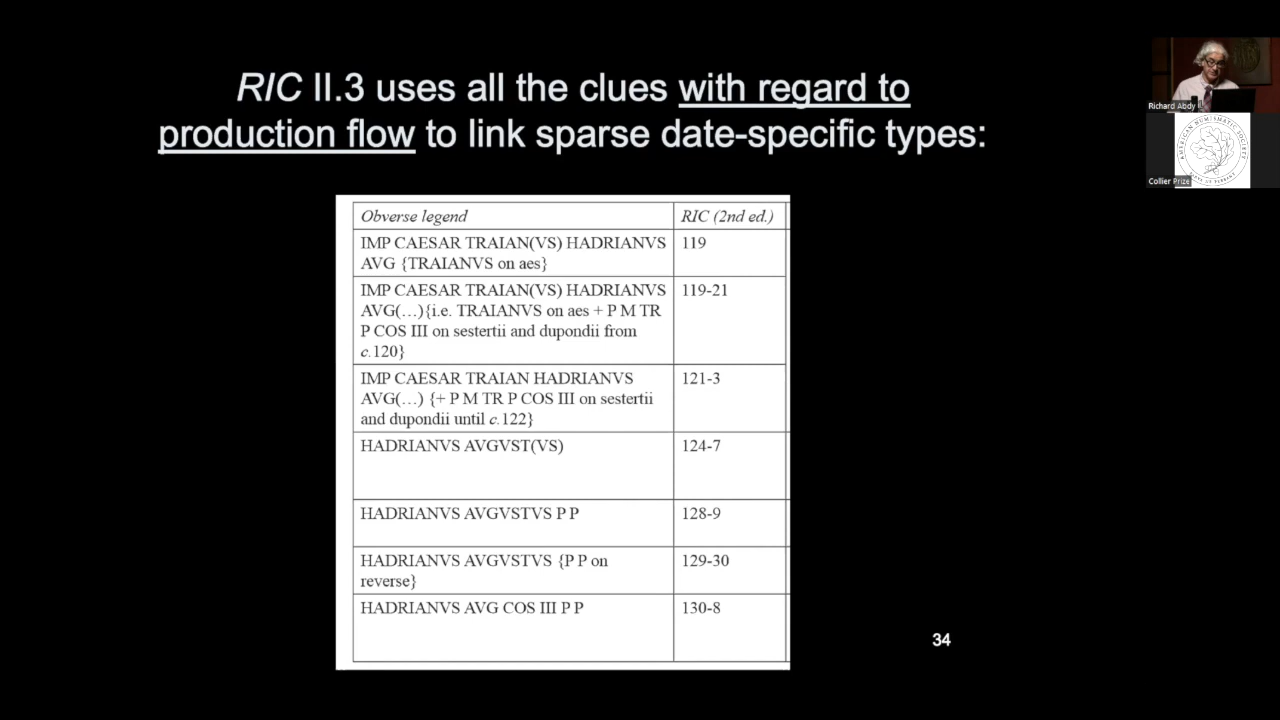 RIC II.3 uses all the clues with regard to
production flow to link sparse date-specific types:
Obverse legend
RIC (2nd ed.)
IMP CAESAR TRAIAN(VS) HADRIANVS
AVG {TRAIANVS on aes}
119
IMP CAESAR TRAIAN(VS) HADRIANVS
AVG(…){i.e. TRAIANVS on aes + P M TR
P COS III on sestertii and dupondii from
c.120}
119-21
IMP CAESAR TRAIAN HADRIANVS
AVG(…) {+ P M TR P COS III on sestertii
and dupondii until c.122}
121-3
HADRIANVS AVGVST(VS)
124-7
HADRIANVS AVGVSTVS P P
128-9
HADRIANVS AVGVSTVS {P P on
reverse}
129-30
HADRIANVS AVG COS III P P
130-8
34
Richard Abdy
AMERICAN NUMISMATIC SOCIETY
Collier Prize